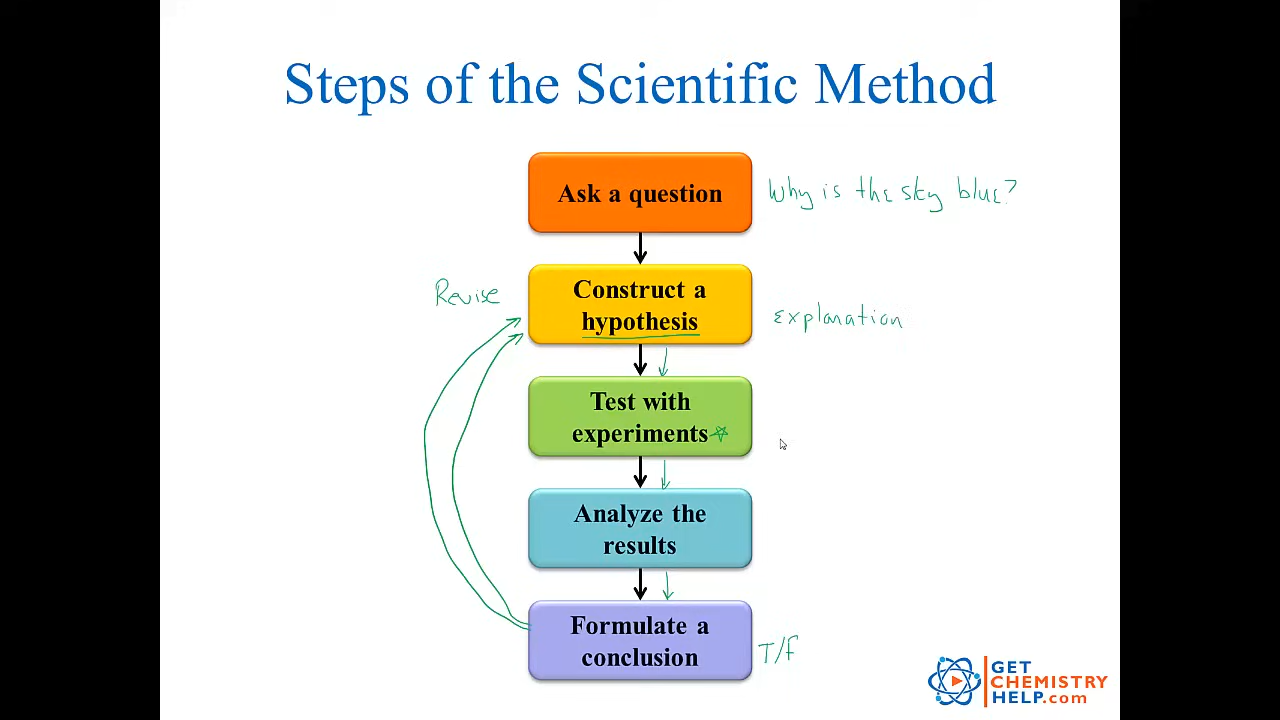 Steps of the Scientific Method
Ask a question
Why is the sky blue?
Construct a
hypothesis
Revise
explanation
Test with
experiments
Analyze the
results
Formulate a
conclusion
T/F
GET
CHEMISTRY
HELP.com